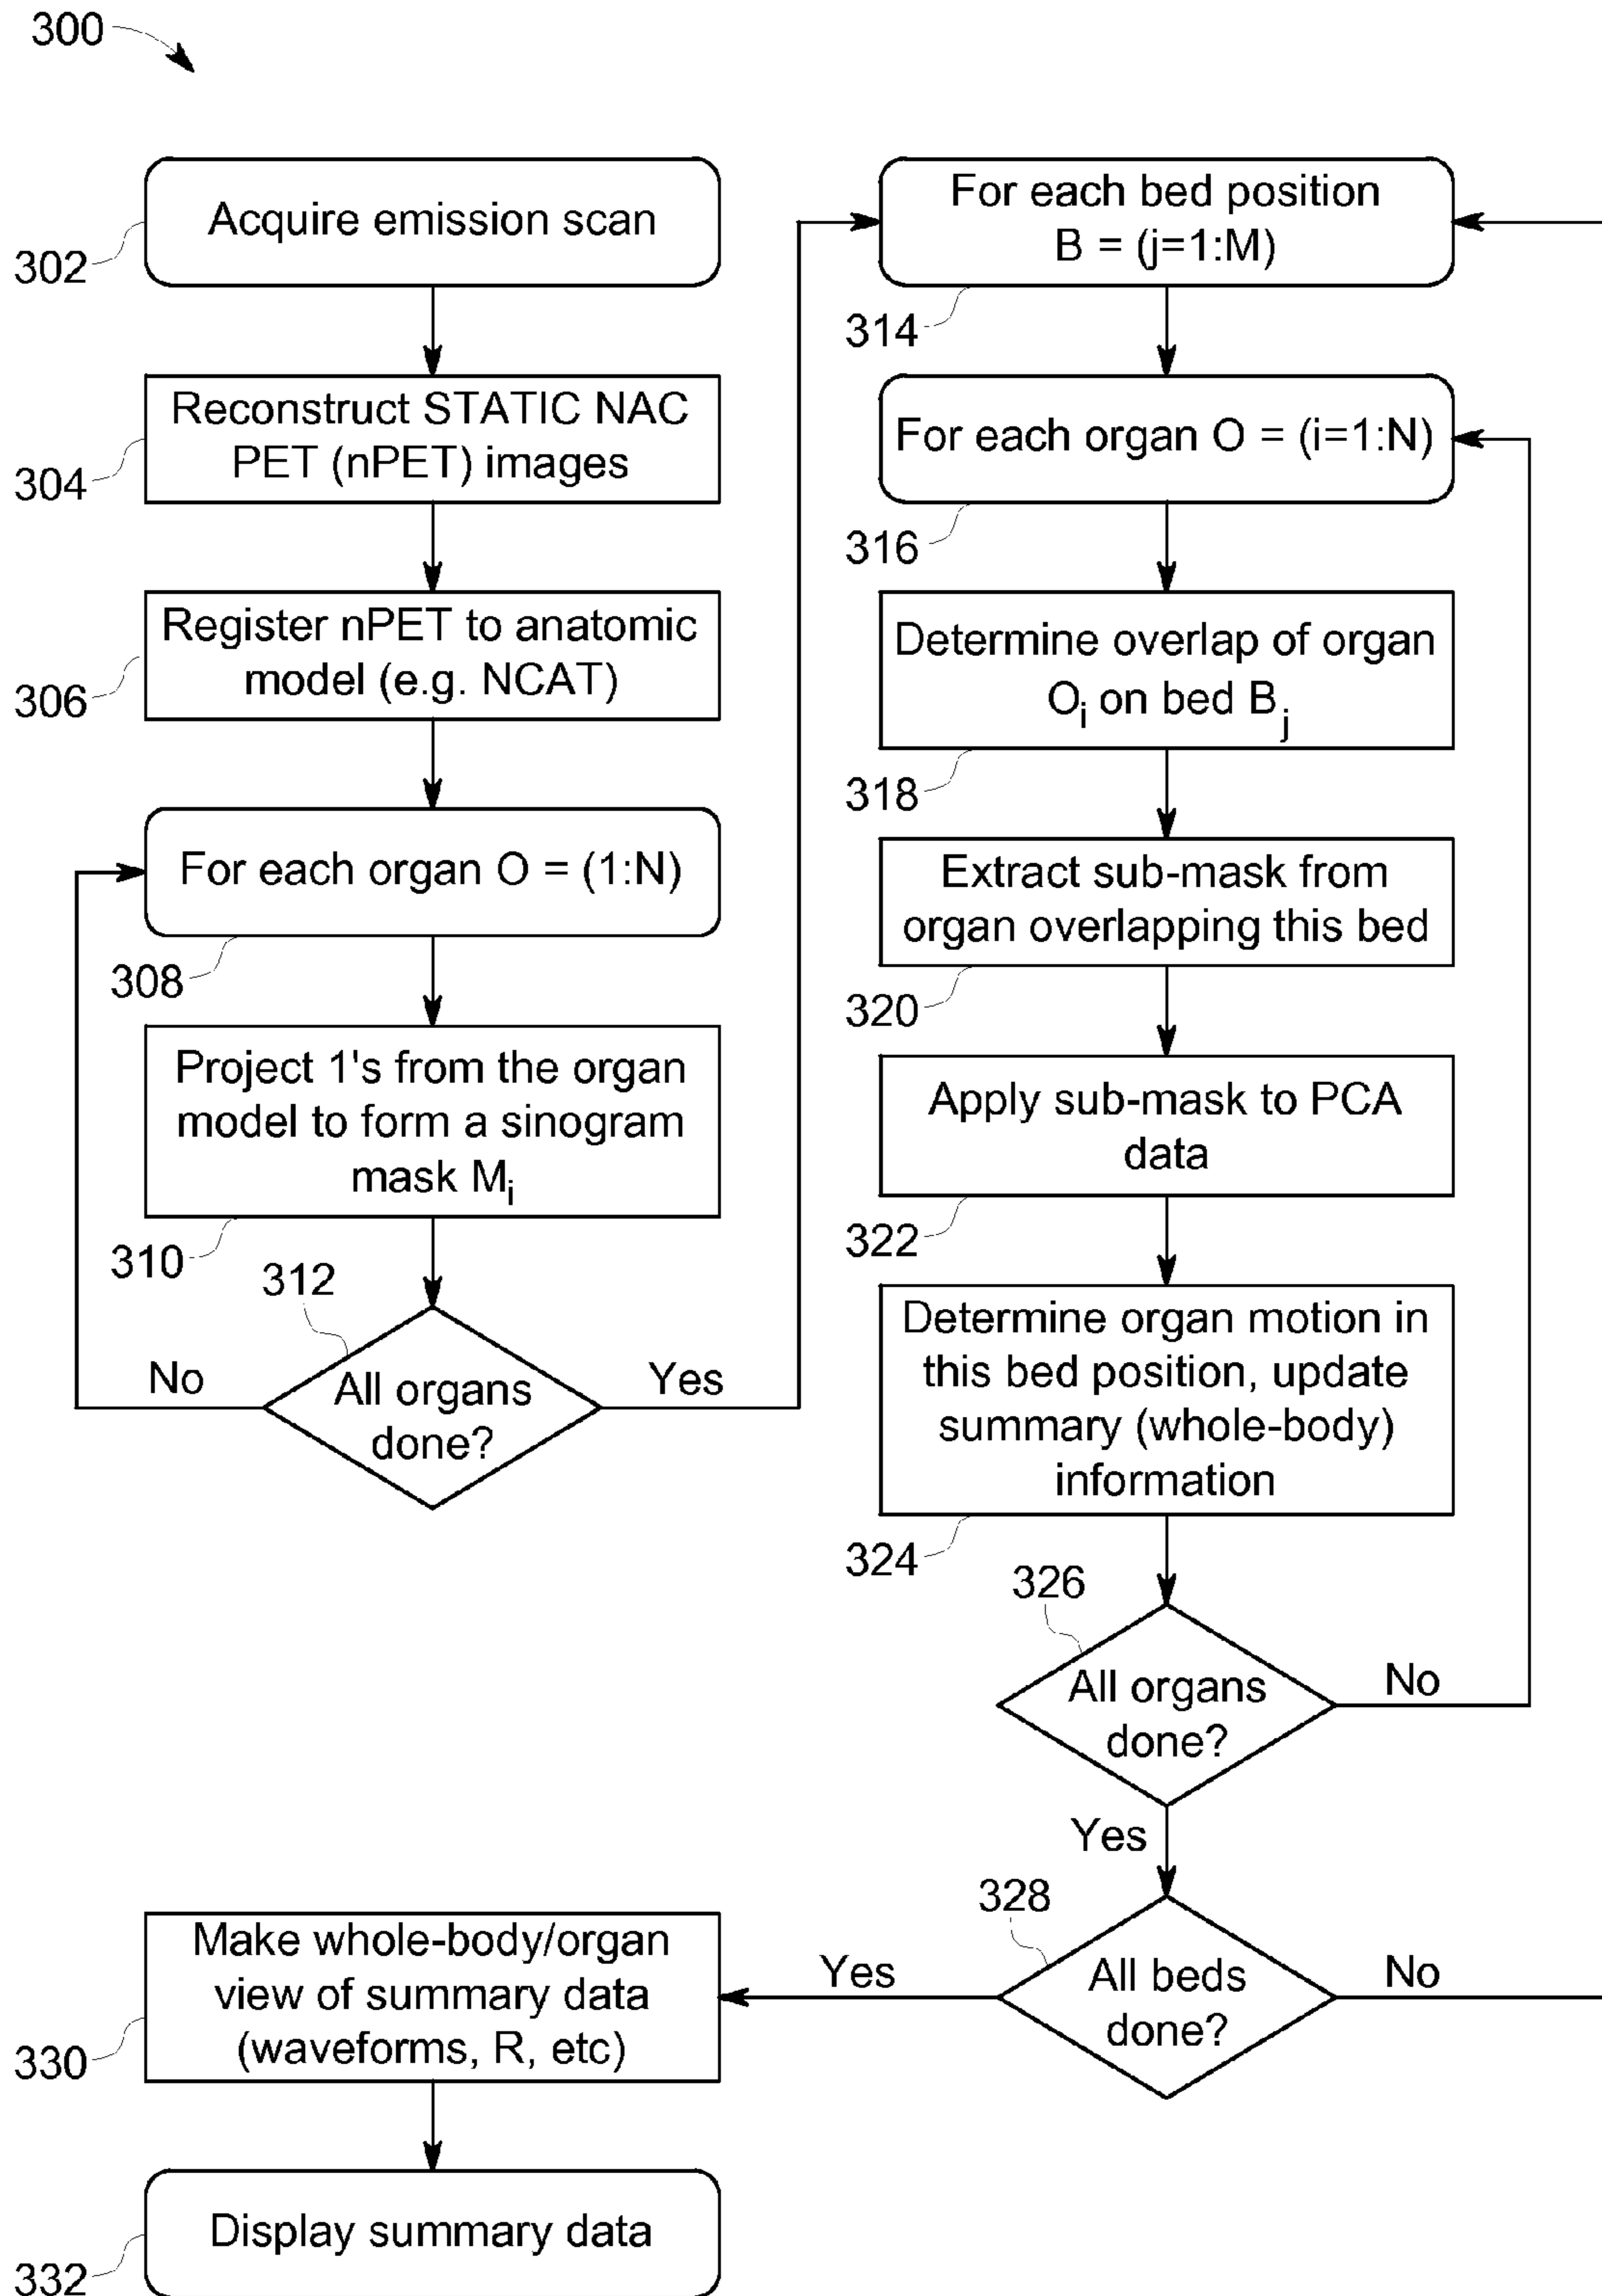 300
Acquire emission scan
302
Reconstruct STATIC NAC
PET (nPET) images
304
Register nPET to anatomic
model (e.g. NCAT)
306
For each organ O = (1:N)
308
Project 1's from the organ
model to form a sinogram
mask Mi
310
312
All organs
done?
No
Yes
For each bed position
B = (j=1:M)
314
For each organ O = (i=1:N)
316
Determine overlap of organ
Oi on bed Bj
318
Extract sub-mask from
organ overlapping this bed
320
Apply sub-mask to PCA
data
322
Determine organ motion in
this bed position, update
summary (whole-body)
information
324
326
All organs
done?
No
Yes
328
All beds
done?
No
Yes
Make whole-body/organ
view of summary data
(waveforms, R, etc)
330
Display summary data
332